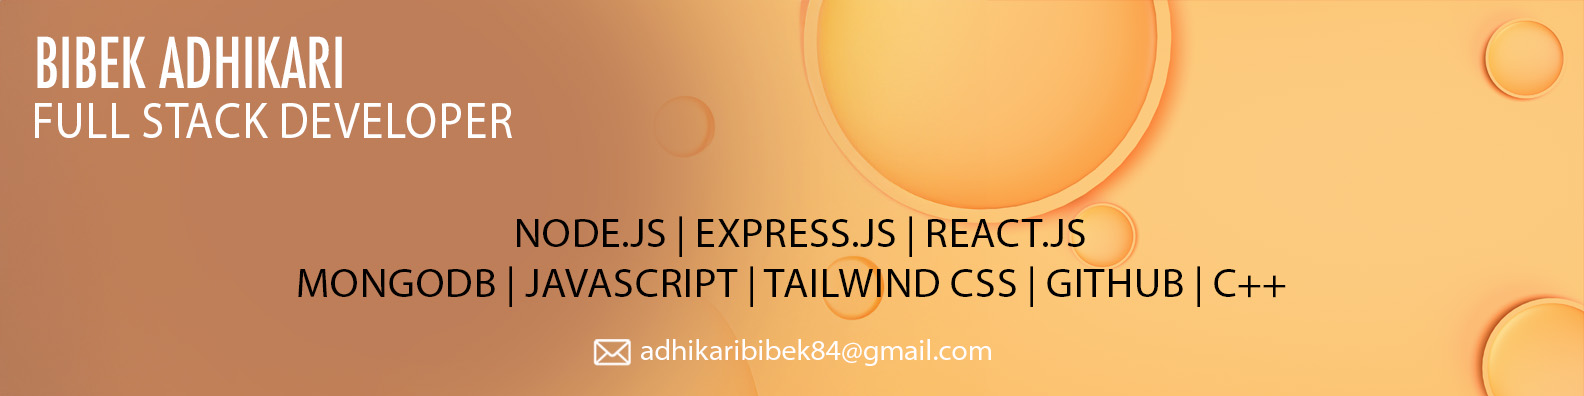 BIBEK ADHIKARI
FULL STACK DEVELOPER
NODE.JS | EXPRESS.JS | REACT.JS
MONGODB | JAVASCRIPT | TAILWIND CSS | GITHUB | C++
adhikaribibek84@gmail.com